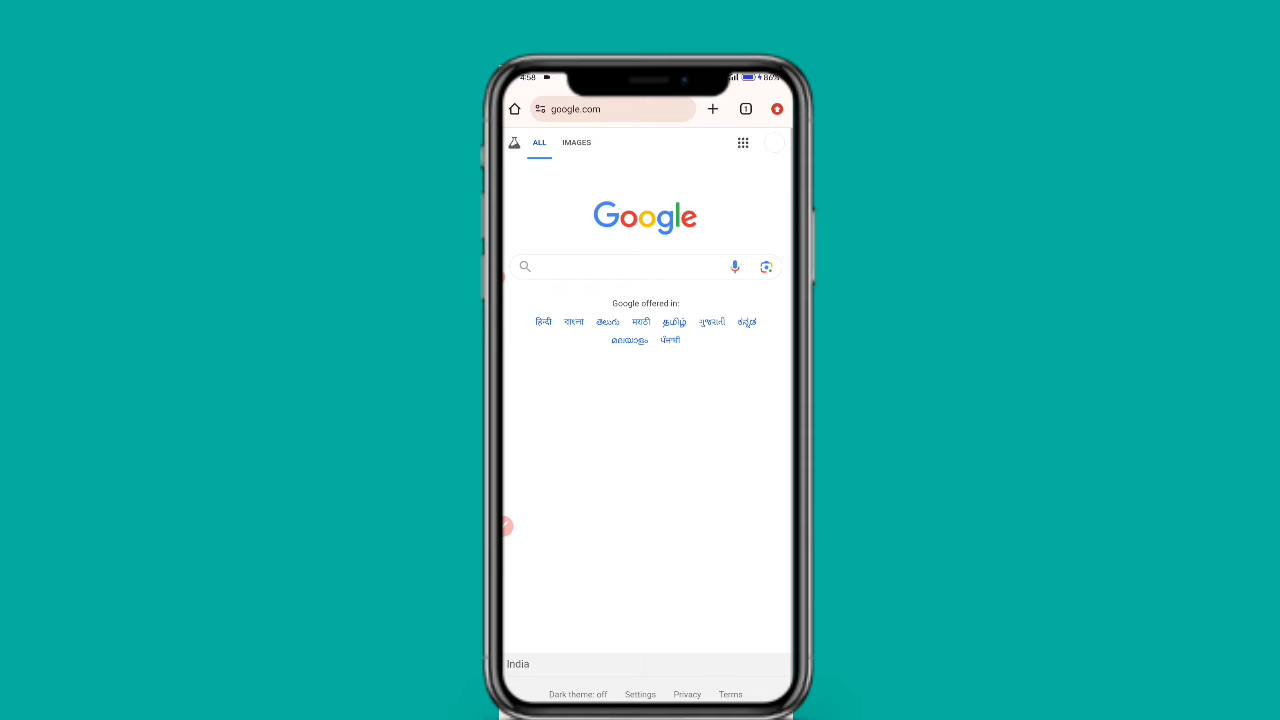 4:58 86%
google.com 1
ALL IMAGES
Google
Google offered in:
हिन्दी বাংলা తెలుగు मराठी தமிழ் ગુજરાતી ಕನ್ನಡ
മലയാളം ਪੰਜਾਬੀ
India
Dark theme: off Settings Privacy Terms